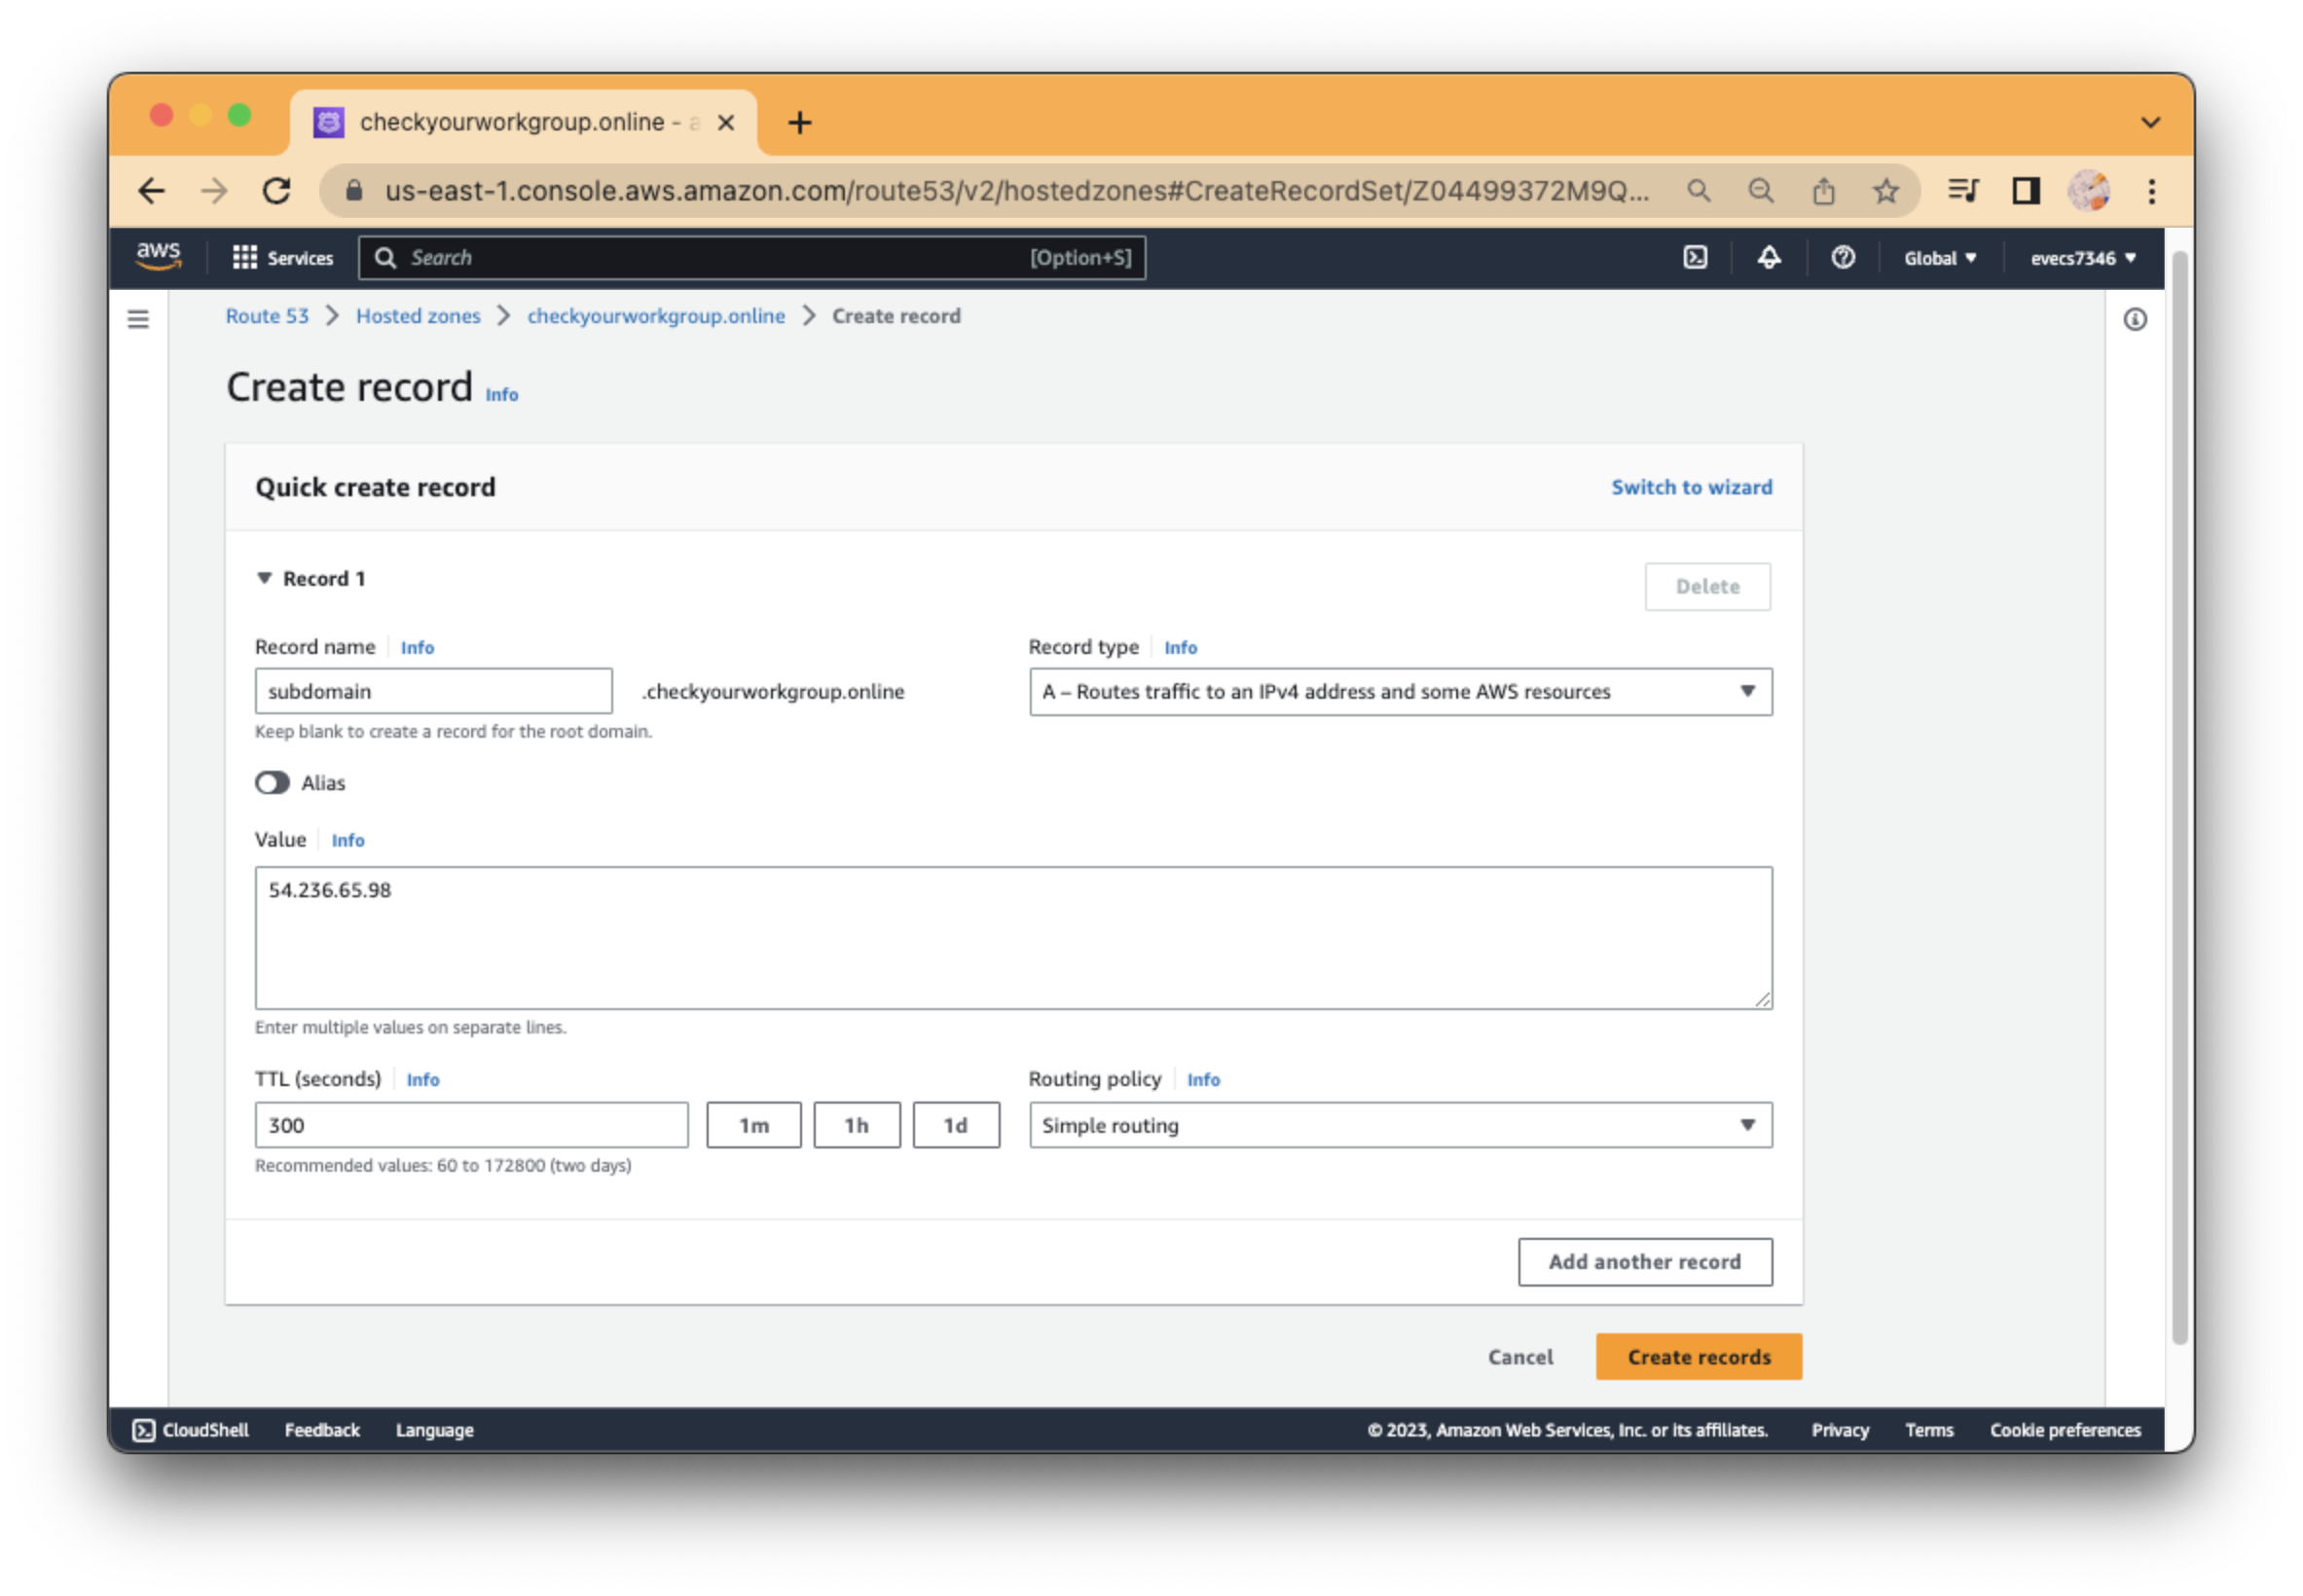 checkyourworkgroup.online -
us-east-1.console.aws.amazon.com/route53/v2/hostedzones#CreateRecordSet/Z04499372M9Q...
aws Services Search [Option+S] Global evecs7346
Route 53 Hosted zones checkyourworkgroup.online Create record
Create record Info
Quick create record Switch to wizard
Record 1 Delete
Record name Info Record type Info
subdomain .checkyourworkgroup.online A – Routes traffic to an IPv4 address and some AWS resources
Keep blank to create a record for the root domain.
Alias
Value Info
54.236.65.98
Enter multiple values on separate lines.
TTL (seconds) Info Routing policy Info
300 1m 1h 1d Simple routing
Recommended values: 60 to 172800 (two days)
Add another record
Cancel Create records
CloudShell Feedback Language © 2023, Amazon Web Services, Inc. or its affiliates. Privacy Terms Cookie preferences